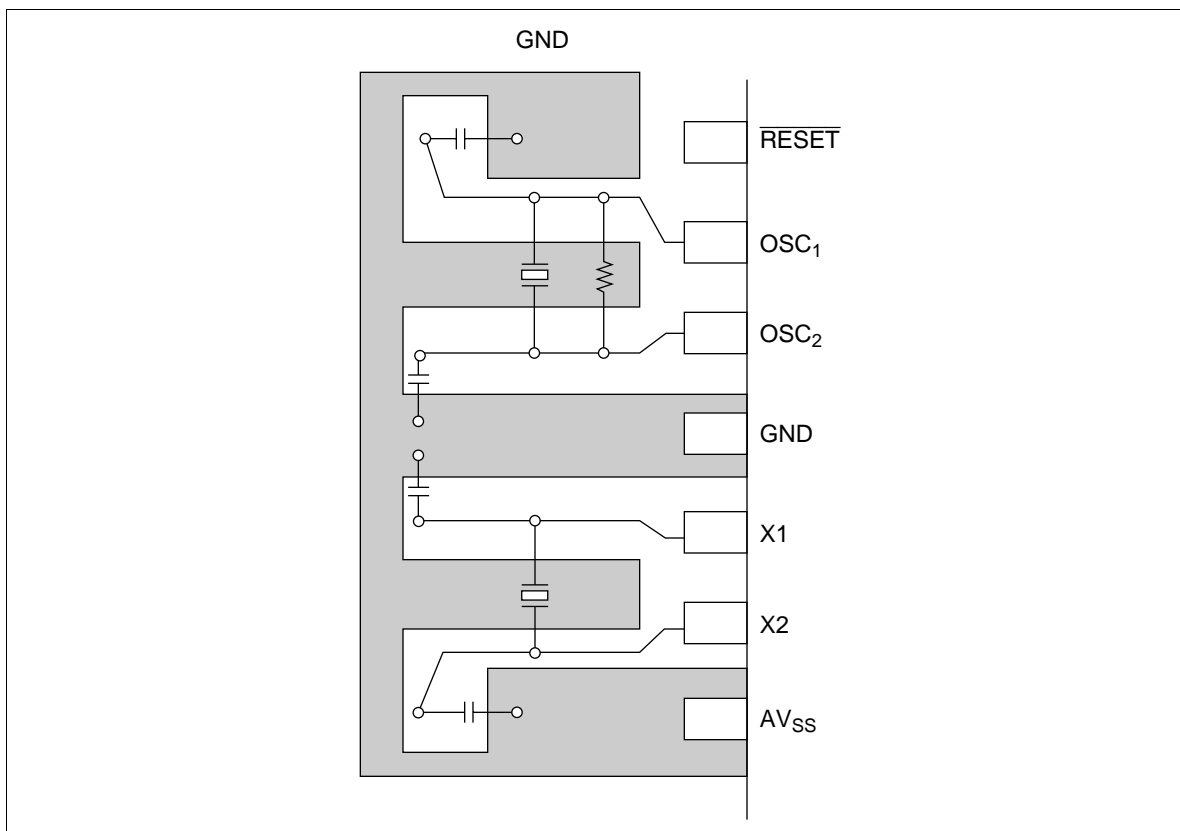 GND
RESET
OSC1
OSC2
GND
X1
X2
AVSS